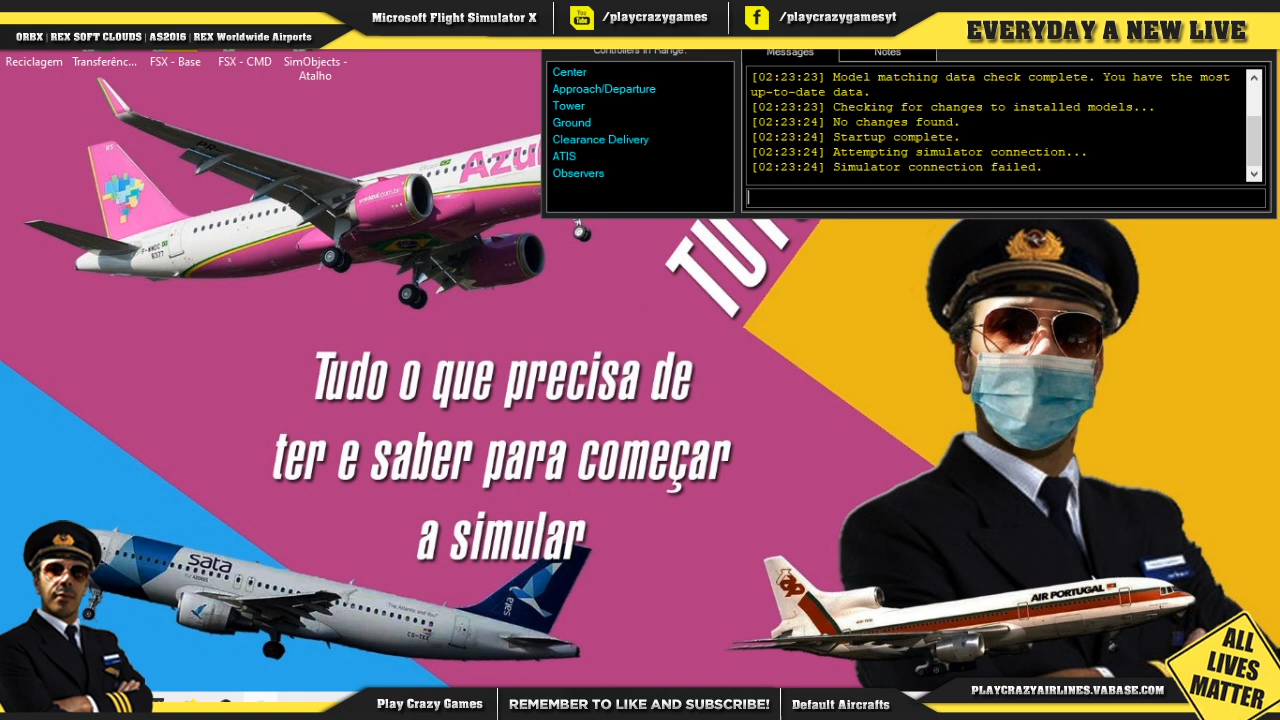 Microsoft Flight Simulator X
/playcrazygames
/playcrazygamesyt
EVERYDAY A NEW LIVE
ORBX | REX SOFT CLOUDS | AS2016 | REX Worldwide Airports
You
Tube
f
Reciclagem
Transferênc...
FSX - Base
FSX - CMD
SimObjects -
Atalho
Controllers In Range:
Center
Approach/Departure
Tower
Ground
Clearance Delivery
ATIS
Observers
Messages
Notes
[02:23:23] Model matching data check complete. You have the most
up-to-date data.
[02:23:23] Checking for changes to installed models...
[02:23:24] No changes found.
[02:23:24] Startup complete.
[02:23:24] Attempting simulator connection...
[02:23:24] Simulator connection failed.
Azu
TUT
Tudo o que precisa de
ter e saber para começar
a simular
sata
sata
AIR PORTUGAL
ALL
LIVES
MATTER
PLAYCRAZYAIRLINES.VABASE.COM
Play Crazy Games
REMEMBER TO LIKE AND SUBSCRIBE!
Default Aircrafts